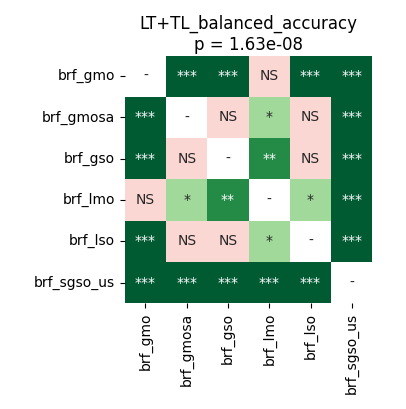 LT+TL_balanced_accuracy
p = 1.63e-08
brf_gmo - *** *** NS *** ***
brf_gmosa *** - NS * NS ***
brf_gso *** NS - ** NS ***
brf_lmo NS * ** - * ***
brf_lso *** NS NS * - ***
brf_sgso_us *** *** *** *** *** -
brf_gmo
brf_gmosa
brf_gso
brf_lmo
brf_lso
brf_sgso_us